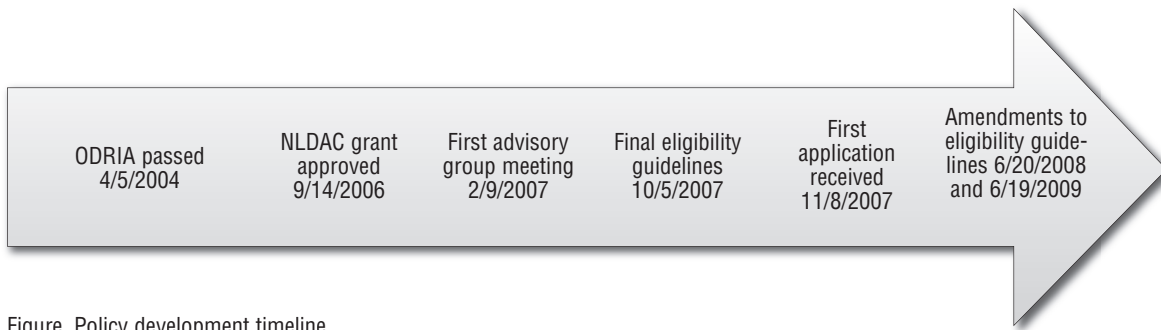 ODRIA passed
4/5/2004
NLDAC grant
approved
9/14/2006
First advisory
group meeting
2/9/2007
Final eligibility
guidelines
10/5/2007
First
application
received
11/8/2007
Amendments to
eligibility guide-
lines 6/20/2008
and 6/19/2009
Figure. Policy development timeline